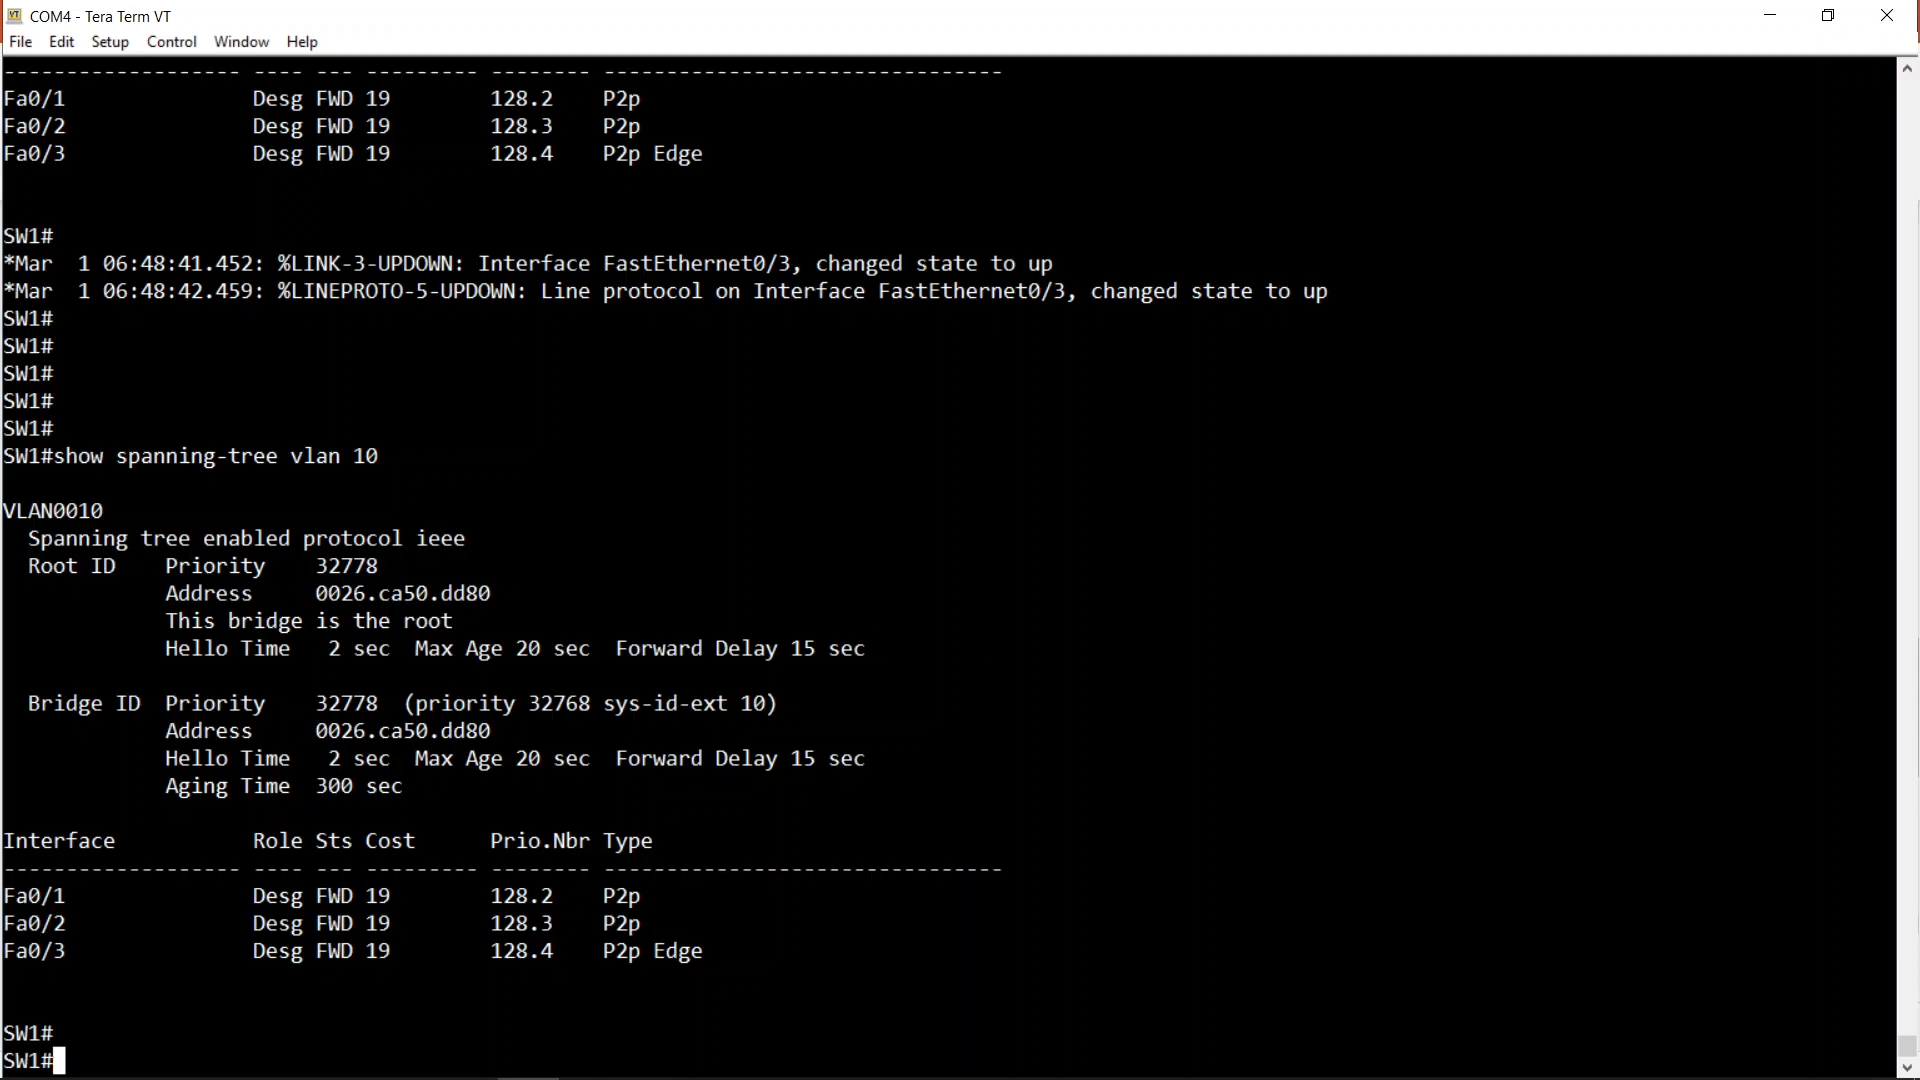 COM4 - Tera Term VT
File Edit Setup Control Window Help
------------------- ---- --- --------- -------- --------------------------------
Fa0/1               Desg FWD 19        128.2    P2p
Fa0/2               Desg FWD 19        128.3    P2p
Fa0/3               Desg FWD 19        128.4    P2p Edge
SW1#
*Mar  1 06:48:41.452: %LINK-3-UPDOWN: Interface FastEthernet0/3, changed state to up
*Mar  1 06:48:42.459: %LINEPROTO-5-UPDOWN: Line protocol on Interface FastEthernet0/3, changed state to up
SW1#
SW1#
SW1#
SW1#
SW1#
SW1#show spanning-tree vlan 10
VLAN0010
  Spanning tree enabled protocol ieee
  Root ID    Priority    32778
             Address     0026.ca50.dd80
             This bridge is the root
             Hello Time   2 sec  Max Age 20 sec  Forward Delay 15 sec
  Bridge ID  Priority    32778  (priority 32768 sys-id-ext 10)
             Address     0026.ca50.dd80
             Hello Time   2 sec  Max Age 20 sec  Forward Delay 15 sec
             Aging Time  300 sec
Interface           Role Sts Cost      Prio.Nbr Type
------------------- ---- --- --------- -------- --------------------------------
Fa0/1               Desg FWD 19        128.2    P2p
Fa0/2               Desg FWD 19        128.3    P2p
Fa0/3               Desg FWD 19        128.4    P2p Edge
SW1#
SW1#